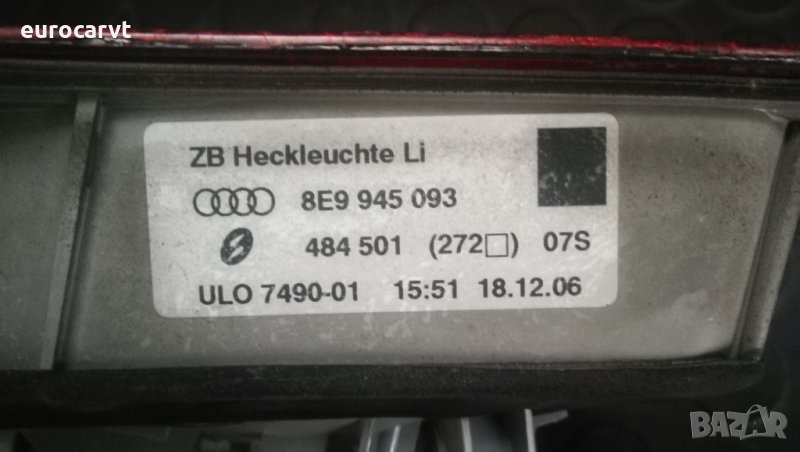 eurocarvt
ZB Heckleuchte Li
8E9 945 093
484 501 (272□) 07S
ULO 7490-01 15:51 18.12.06
BAZAR